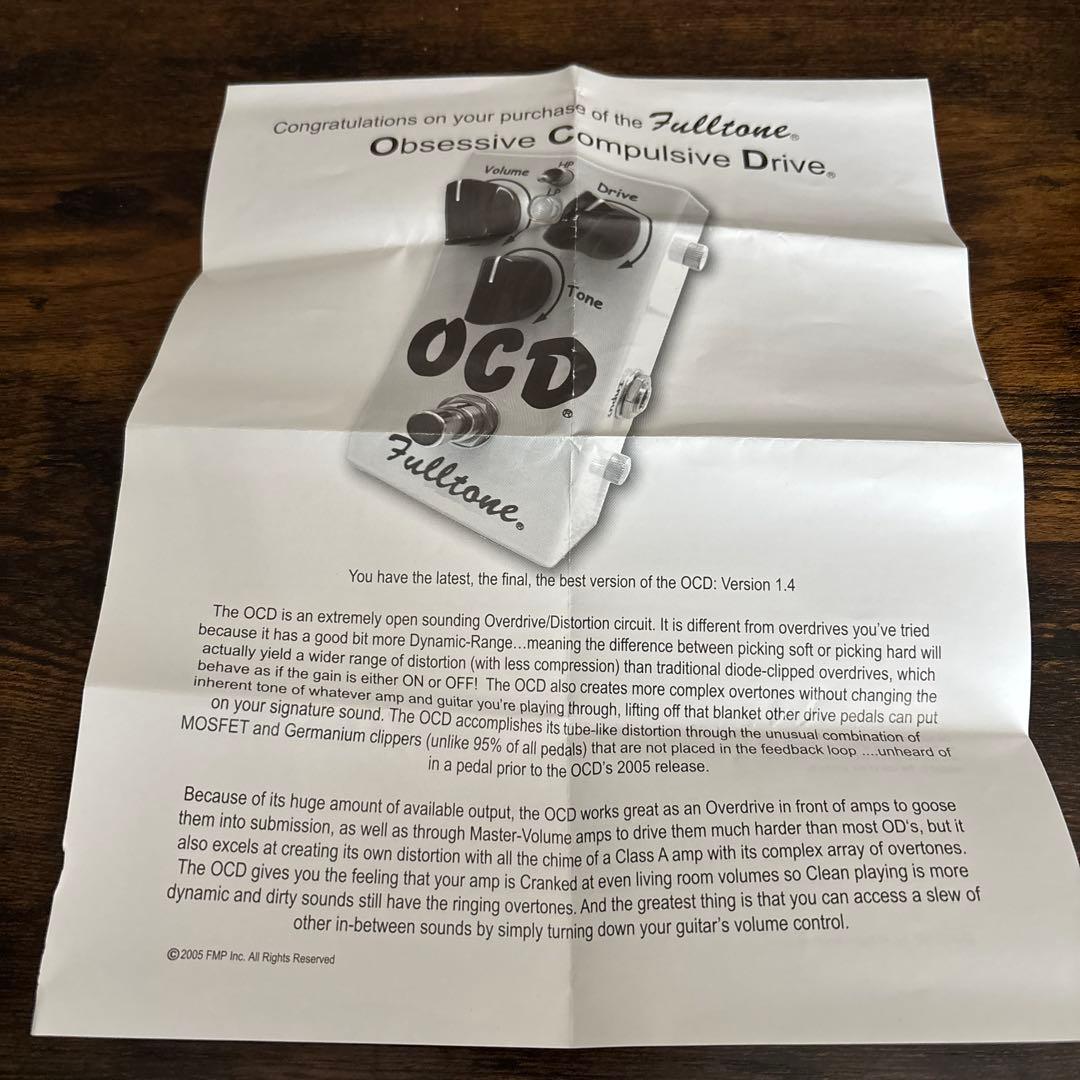 Congratulations on your purchase of the Fulltone®
Obsessive Compulsive Drive®
Volume
HP
LP
Drive
Tone
OCD®
Fulltone®
You have the latest, the final, the best version of the OCD: Version 1.4
The OCD is an extremely open sounding Overdrive/Distortion circuit. It is different from overdrives you've tried
because it has a good bit more Dynamic-Range...meaning the difference between picking soft or picking hard will
actually yield a wider range of distortion (with less compression) than traditional diode-clipped overdrives, which
behave as if the gain is either ON or OFF! The OCD also creates more complex overtones without changing the
inherent tone of whatever amp and guitar you're playing through, lifting off that blanket other drive pedals can put
on your signature sound. The OCD accomplishes its tube-like distortion through the unusual combination of
MOSFET and Germanium clippers (unlike 95% of all pedals) that are not placed in the feedback loop ....unheard of
in a pedal prior to the OCD's 2005 release.
Because of its huge amount of available output, the OCD works great as an Overdrive in front of amps to goose
them into submission, as well as through Master-Volume amps to drive them much harder than most OD's, but it
also excels at creating its own distortion with all the chime of a Class A amp with its complex array of overtones.
The OCD gives you the feeling that your amp is Cranked at even living room volumes so Clean playing is more
dynamic and dirty sounds still have the ringing overtones. And the greatest thing is that you can access a slew of
other in-between sounds by simply turning down your guitar's volume control.
©2005 FMP Inc. All Rights Reserved